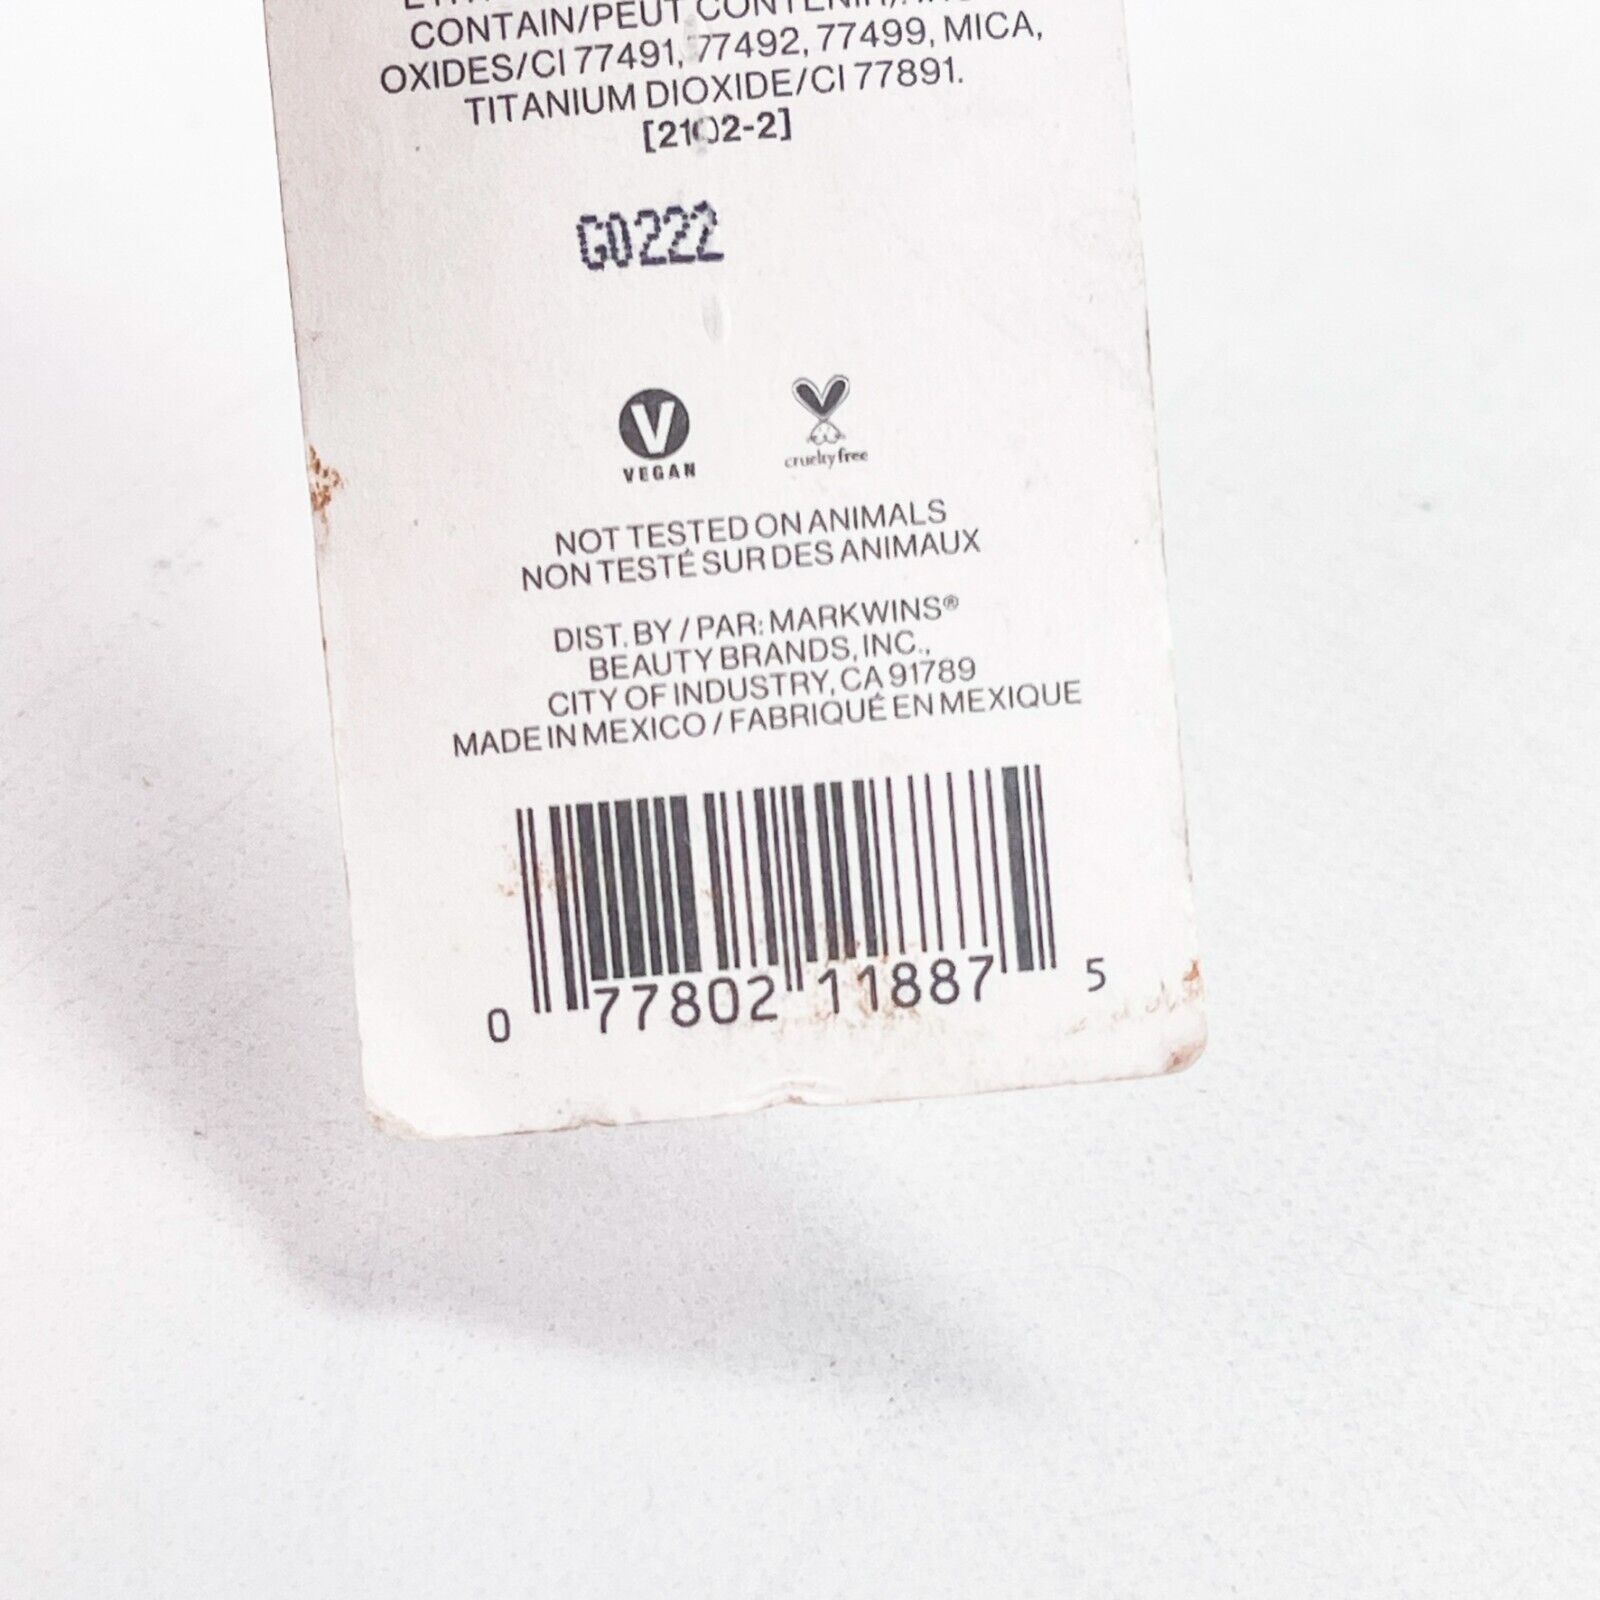 CONTAIN/PEUT CONTENIR/
OXIDES/CI 77491, 77492, 77499, MICA,
TITANIUM DIOXIDE/CI 77891.
[2102-2]
G0222
V
VEGAN
cruelty free
NOT TESTED ON ANIMALS
NON TESTÉ SUR DES ANIMAUX
DIST. BY / PAR: MARKWINS®
BEAUTY BRANDS, INC.,
CITY OF INDUSTRY, CA 91789
MADE IN MEXICO / FABRIQUÉ EN MEXIQUE
0 77802 11887 5